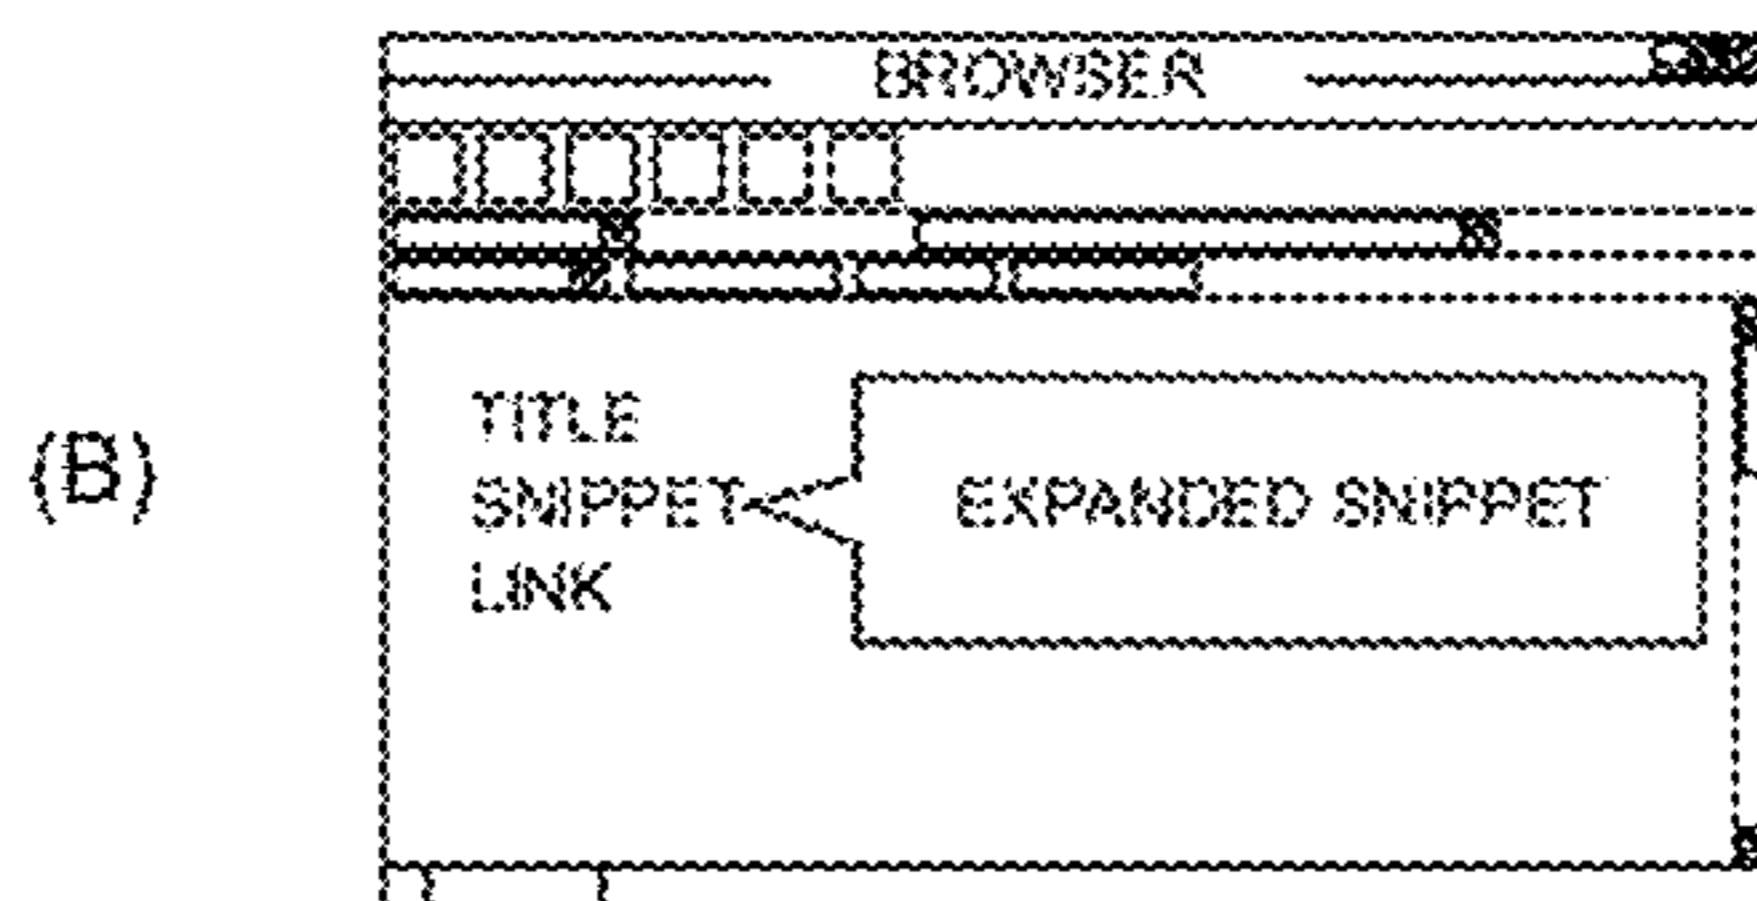 BROWSER
(B)
TITLE
SNIPPET
LINK
EXPANDED SNIPPET